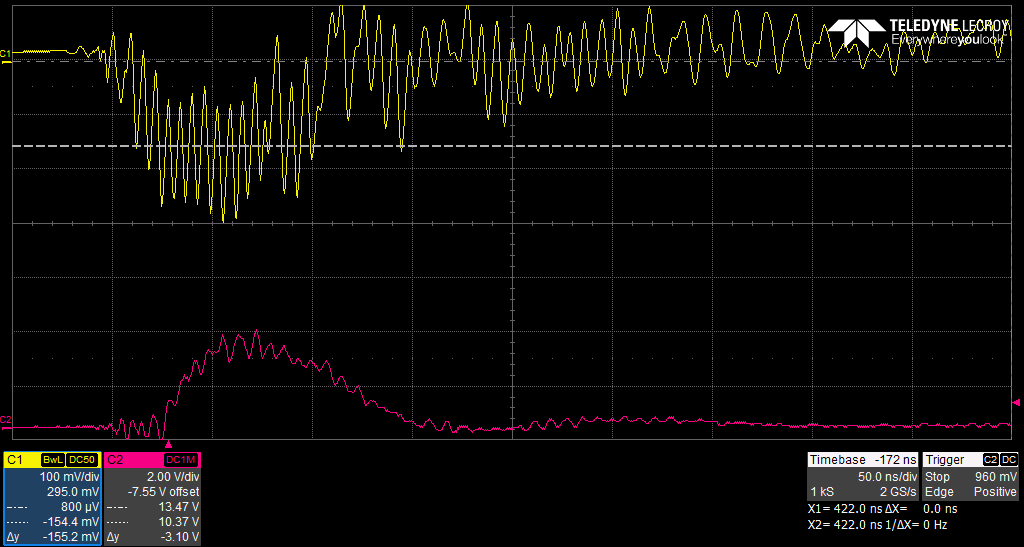 C1
TELEDYNE LECROY
Everywhereyoulook
C2
C1 BwL DC50
100 mV/div
295.0 mV
800 µV
-154.4 mV
Δy -155.2 mV
C2 DC1M
2.00 V/div
-7.55 V offset
13.47 V
10.37 V
Δy -3.10 V
Timebase -172 ns
50.0 ns/div
1 kS 2 GS/s
Trigger C2 DC
Stop 960 mV
Edge Positive
X1= 422.0 ns ΔX= 0.0 ns
X2= 422.0 ns 1/ΔX= 0 Hz